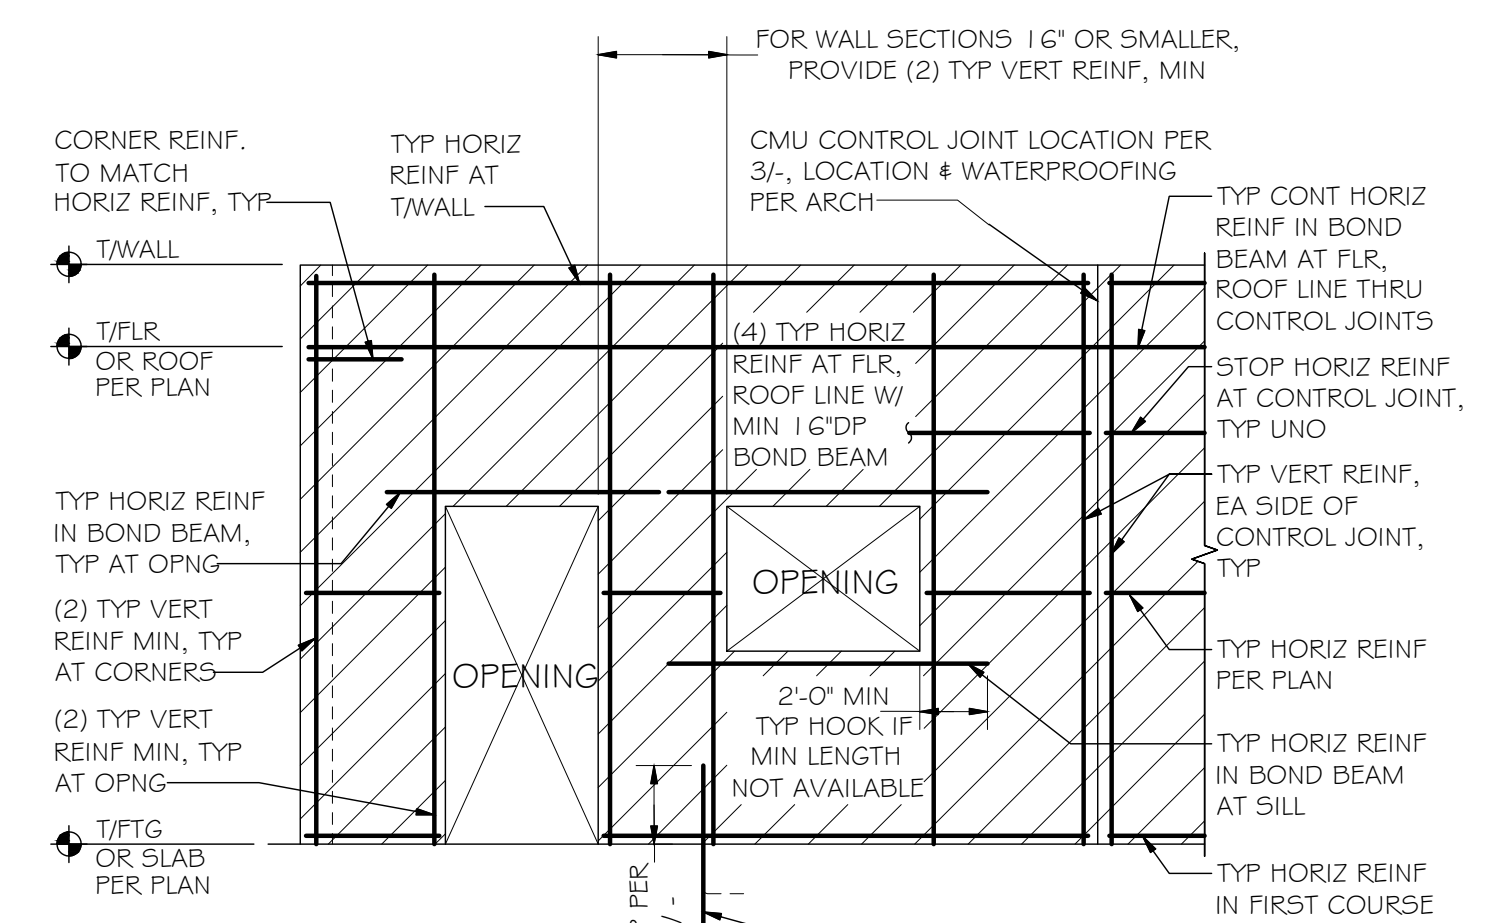 FOR WALL SECTIONS 16" OR SMALLER,
PROVIDE (2) TYP VERT REINF, MIN
CORNER REINF.
TO MATCH
HORIZ REINF, TYP
TYP HORIZ
REINF AT
T/WALL
CMU CONTROL JOINT LOCATION PER
3/-, LOCATION & WATERPROOFING
PER ARCH
TYP CONT HORIZ
REINF IN BOND
BEAM AT FLR,
ROOF LINE THRU
CONTROL JOINTS
T/WALL
T/FLR
OR ROOF
PER PLAN
(4) TYP HORIZ
REINF AT FLR,
ROOF LINE W/
MIN 16"DP
BOND BEAM
STOP HORIZ REINF
AT CONTROL JOINT,
TYP UNO
TYP VERT REINF,
EA SIDE OF
CONTROL JOINT,
TYP
TYP HORIZ REINF
IN BOND BEAM,
TYP AT OPNG
OPENING
(2) TYP VERT
REINF MIN, TYP
AT CORNERS
OPENING
TYP HORIZ REINF
PER PLAN
2'-0" MIN
TYP HOOK IF
MIN LENGTH
NOT AVAILABLE
(2) TYP VERT
REINF MIN, TYP
AT OPNG
TYP HORIZ REINF
IN BOND BEAM
AT SILL
T/FTG
OR SLAB
PER PLAN
TYP HORIZ REINF
IN FIRST COURSE
PER